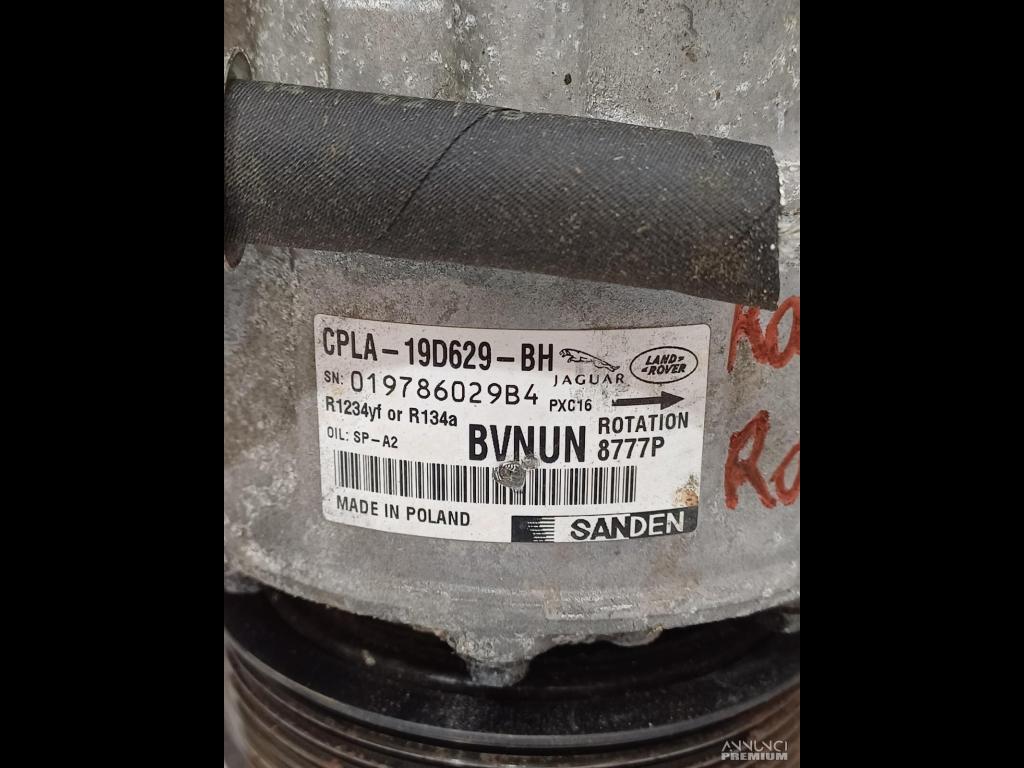 CPLA-19D629-BH
JAGUAR
LAND ROVER
SN: 019786029B4
PXC16
R1234yf or R134a
ROTATION
OIL: SP-A2
BVNUN 8777P
MADE IN POLAND
SANDEN
ANNUNCI
PREMIUM